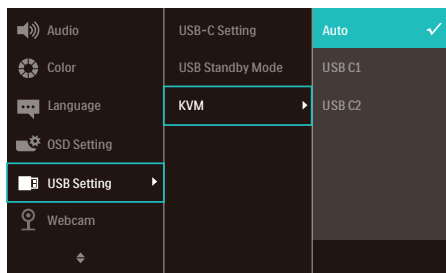 Audio
Color
Language
OSD Setting
USB Setting
Webcam
USB-C Setting
USB Standby Mode
KVM
Auto
USB C1
USB C2